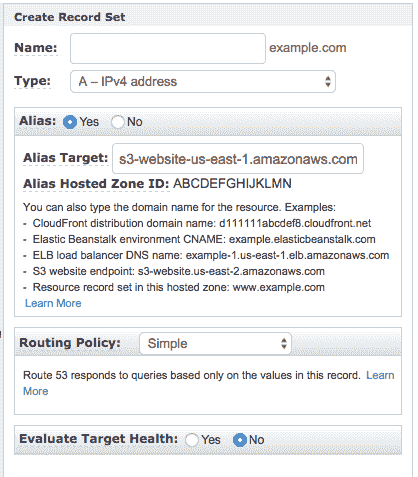 Create Record Set
Name: example.com
Type: A – IPv4 address
Alias: Yes No
Alias Target: s3-website-us-east-1.amazonaws.com
Alias Hosted Zone ID: ABCDEFGHIJKLMN
You can also type the domain name for the resource. Examples:
- CloudFront distribution domain name: d111111abcdef8.cloudfront.net
- Elastic Beanstalk environment CNAME: example.elasticbeanstalk.com
- ELB load balancer DNS name: example-1.us-east-1.elb.amazonaws.com
- S3 website endpoint: s3-website.us-east-2.amazonaws.com
- Resource record set in this hosted zone: www.example.com
Learn More
Routing Policy: Simple
Route 53 responds to queries based only on the values in this record. Learn
More
Evaluate Target Health: Yes No